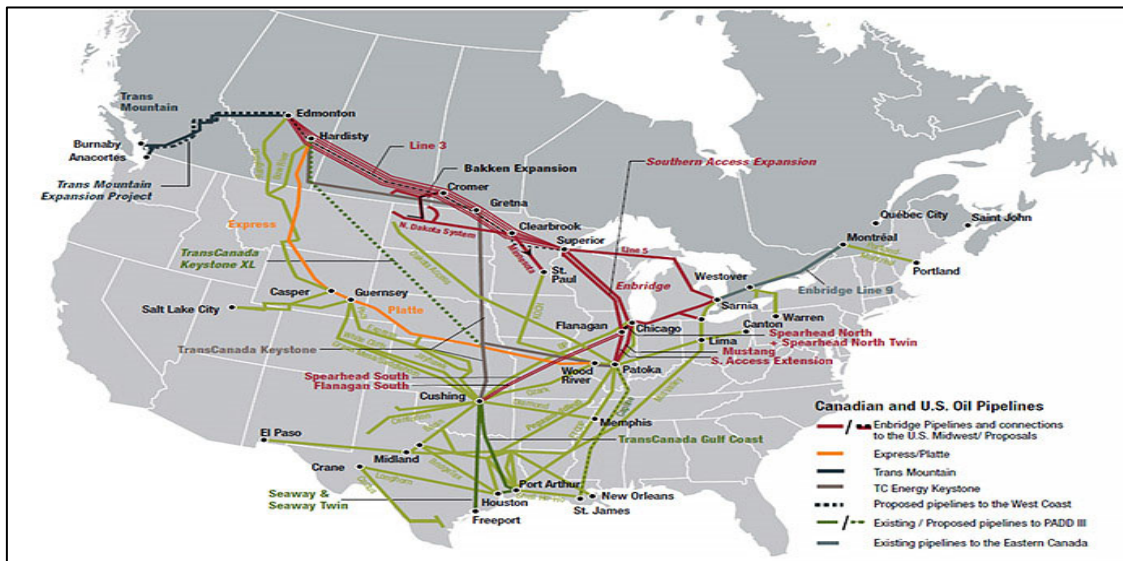 Trans
Mountain
Edmonton
Hardisty
Burnaby
Anacortes
Line 3
Bakken Expansion
Southern Access Expansion
Trans Mountain
Expansion Project
Cromer
Gretna
Québec City
Saint John
Express
N. Dakota System
Clearbrook
Superior
Minnesota
Line 5
Montréal
TransCanada
Keystone XL
St.
Paul
Westover
Portland
Enbridge
Enbridge Line 9
Sarnia
Casper
Guernsey
Salt Lake City
Platte
Warren
Flanagan
Chicago
Canton
Lima
Spearhead North
+ Spearhead North Twin
TransCanada Keystone
Mustang
S. Access Extension
Wood
River
Patoka
Spearhead South
Flanagan South
Cushing
Memphis
El Paso
TransCanada Gulf Coast
Midland
Crane
Longhorn
Port Arthur
Seaway &
Seaway Twin
Houston
New Orleans
St. James
Freeport
Canadian and U.S. Oil Pipelines
Enbridge Pipelines and connections
to the U.S. Midwest/ Proposals
Express/Platte
Trans Mountain
TC Energy Keystone
Proposed pipelines to the West Coast
Existing / Proposed pipelines to PADD III
Existing pipelines to the Eastern Canada